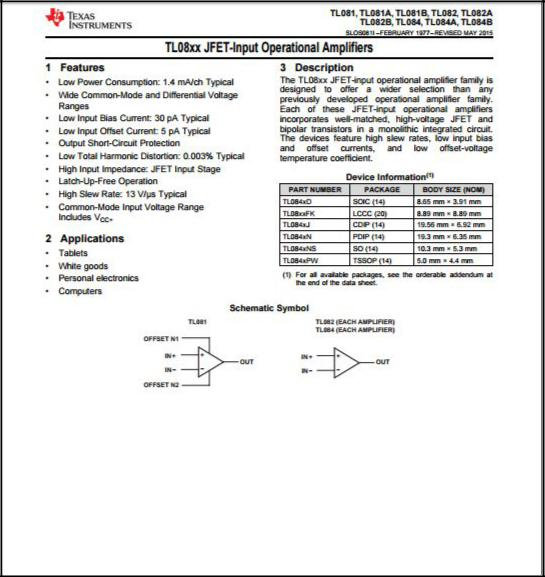 TEXAS
INSTRUMENTS
TL081, TL081A, TL081B, TL082, TL082A
TL082B, TL084, TL084A, TL084B
SLOS081I–FEBRUARY 1977–REVISED MAY 2015
TL08xx JFET-Input Operational Amplifiers
1 Features
• Low Power Consumption: 1.4 mA/ch Typical
• Wide Common-Mode and Differential Voltage
Ranges
• Low Input Bias Current: 30 pA Typical
• Low Input Offset Current: 5 pA Typical
• Output Short-Circuit Protection
• Low Total Harmonic Distortion: 0.003% Typical
• High Input Impedance: JFET Input Stage
• Latch-Up-Free Operation
• High Slew Rate: 13 V/μs Typical
• Common-Mode Input Voltage Range
Includes VCC+
2 Applications
• Tablets
• White goods
• Personal electronics
• Computers
3 Description
The TL08xx JFET-input operational amplifier family is
designed to offer a wider selection than any
previously developed operational amplifier family.
Each of these JFET-input operational amplifiers
incorporates well-matched, high-voltage JFET and
bipolar transistors in a monolithic integrated circuit.
The devices feature high slew rates, low input bias
and offset currents, and low offset-voltage
temperature coefficient.
Device Information(1)
PART NUMBER PACKAGE BODY SIZE (NOM)
TL084xD SOIC (14) 8.65 mm × 3.91 mm
TL08xxFK LCCC (20) 8.89 mm × 8.89 mm
TL084xJ CDIP (14) 19.56 mm × 6.92 mm
TL084xN PDIP (14) 19.3 mm × 6.35 mm
TL084xNS SO (14) 10.3 mm × 5.3 mm
TL084xPW TSSOP (14) 5.0 mm × 4.4 mm
(1) For all available packages, see the orderable addendum at
the end of the data sheet.
Schematic Symbol
TL081
OFFSET N1
IN+
+
IN−
−
OUT
OFFSET N2
TL082 (EACH AMPLIFIER)
TL084 (EACH AMPLIFIER)
IN+
+
IN−
−
OUT